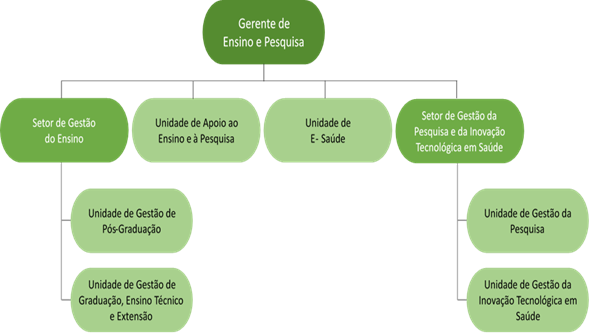 Gerente de
Ensino e Pesquisa
Setor de Gestão
do Ensino
Unidade de Apoio ao
Ensino e à Pesquisa
Unidade de
E- Saúde
Setor de Gestão da
Pesquisa e da Inovação
Tecnológica em Saúde
Unidade de Gestão de
Pós-Graduação
Unidade de Gestão de
Graduação, Ensino Técnico
e Extensão
Unidade de Gestão da
Pesquisa
Unidade de Gestão da
Inovação Tecnológica em
Saúde